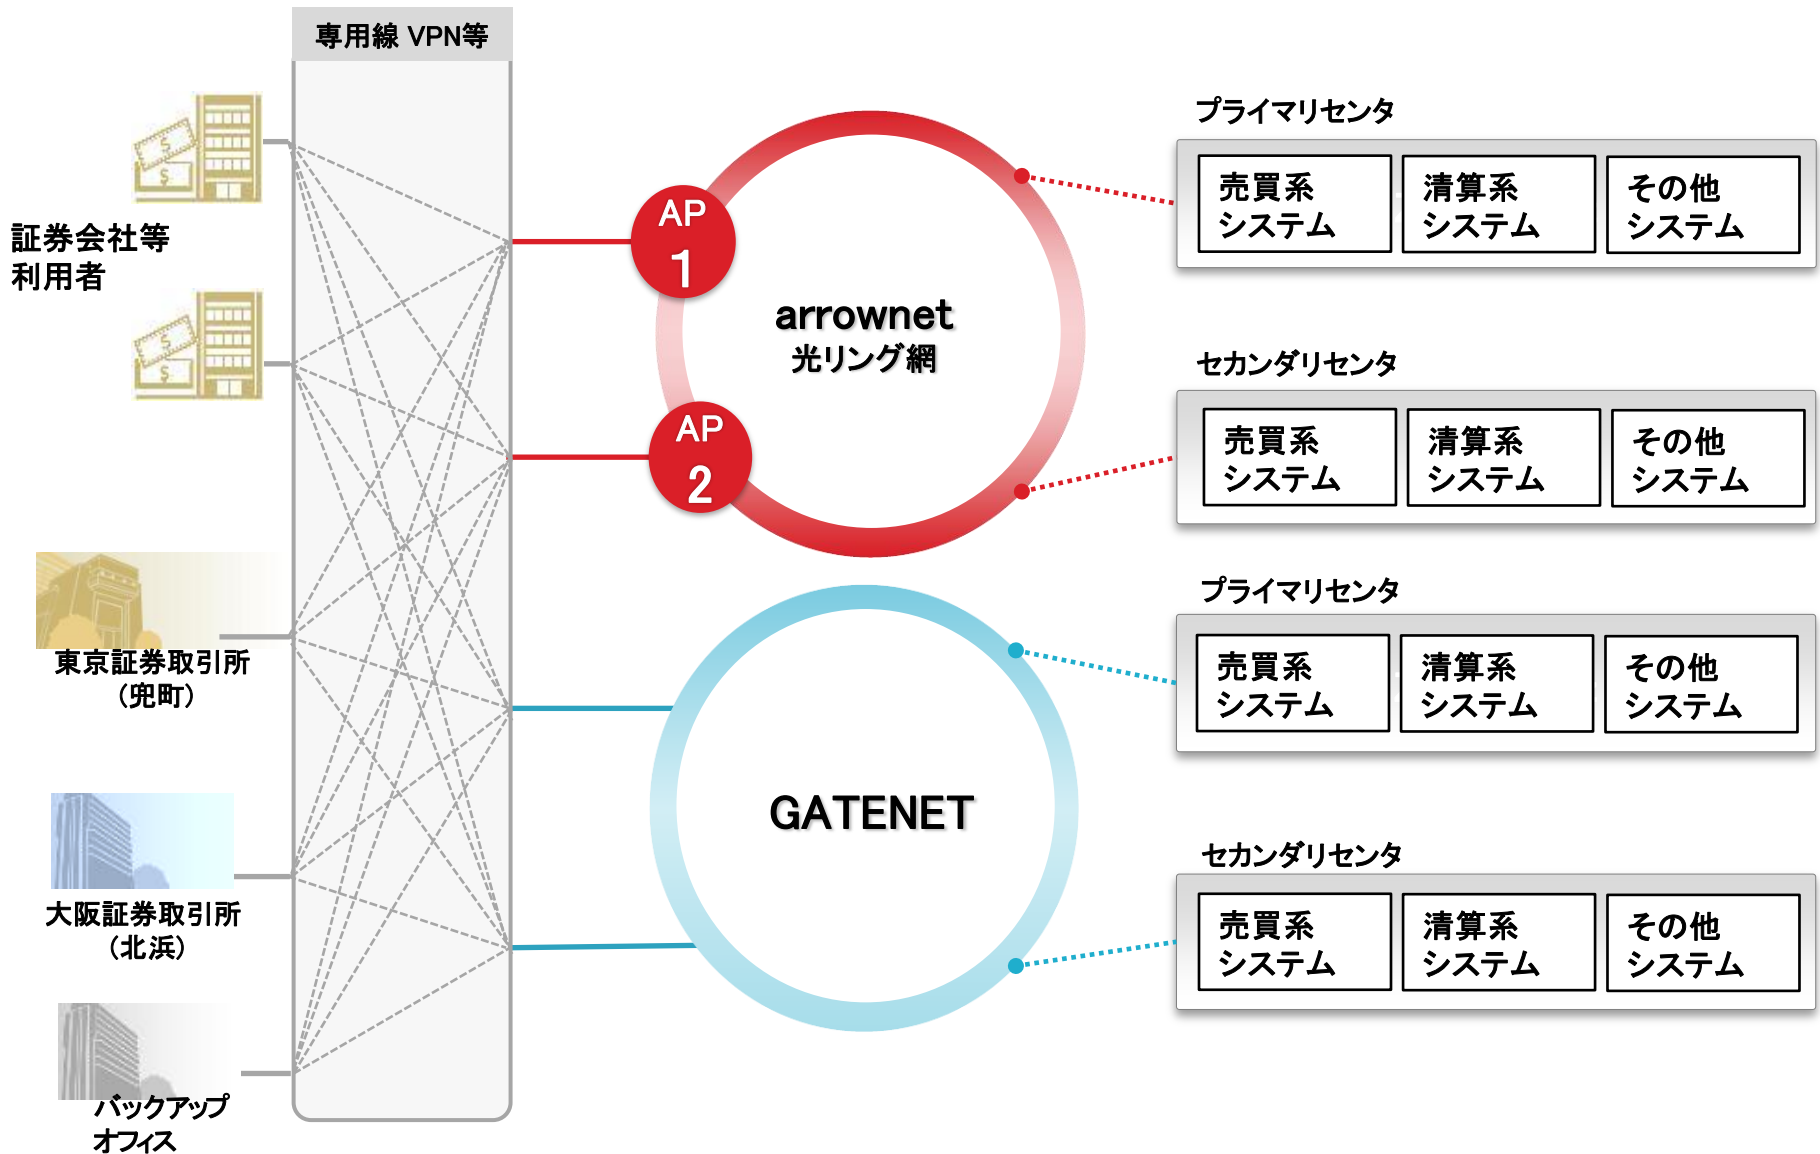 専用線 VPN等
証券会社等
利用者
東京証券取引所
(兜町)
大阪証券取引所
(北浜)
バックアップ
オフィス
AP
1
AP
2
arrownet
光リング網
GATENET
プライマリセンタ
売買系
システム
清算系
システム
その他
システム
セカンダリセンタ
売買系
システム
清算系
システム
その他
システム
プライマリセンタ
売買系
システム
清算系
システム
その他
システム
セカンダリセンタ
売買系
システム
清算系
システム
その他
システム